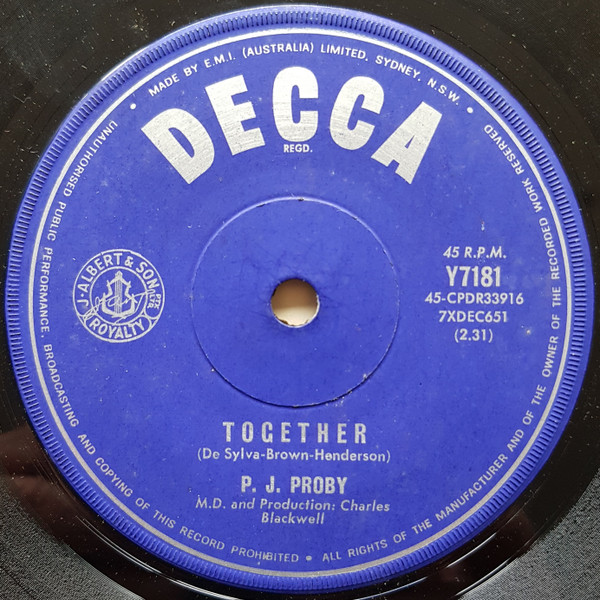 MADE BY E.M.I. (AUSTRALIA) LIMITED, SYDNEY, N.S.W.
DECCA
REGD.
J. ALBERT & SON PTY. LTD.
ROYALTY
45 R.P.M.
Y7181
45-CPDR33916
7XDEC651
(2.31)
TOGETHER
(De Sylva-Brown-Henderson)
P. J. PROBY
M.D. and Production: Charles
Blackwell
UNAUTHORISED PUBLIC PERFORMANCE, BROADCASTING AND COPYING OF THIS RECORD PROHIBITED • ALL RIGHTS OF THE MANUFACTURER AND OF THE OWNER OF THE RECORDED WORK RESERVED